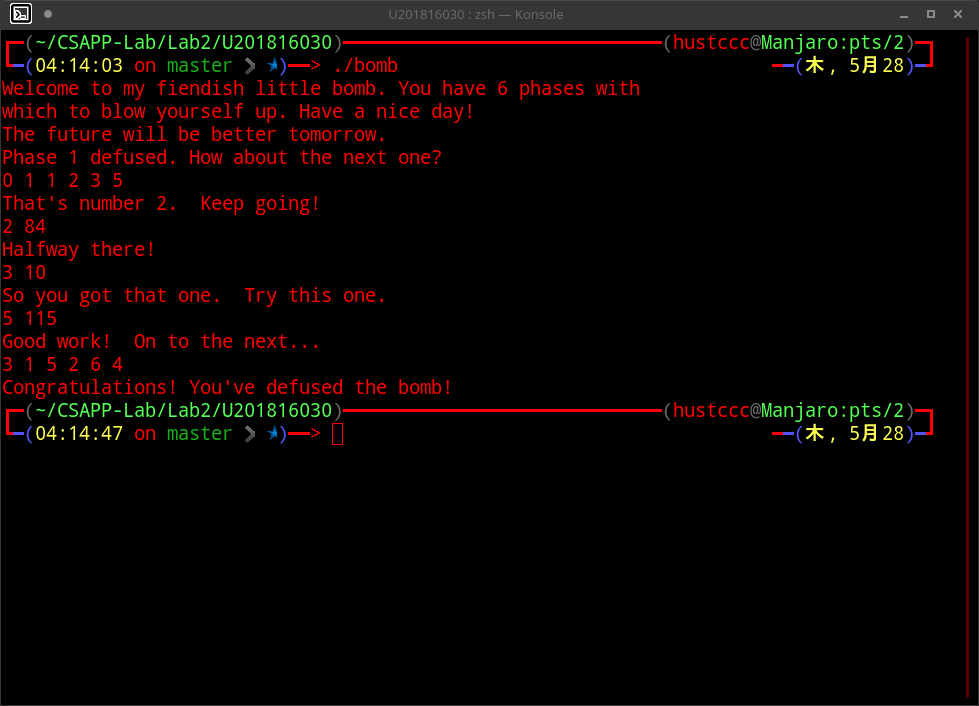 U201816030 : zsh — Konsole
(~/CSAPP-Lab/Lab2/U201816030) (hustccc@Manjaro:pts/2)
(04:14:03 on master ❯ )—> ./bomb (木, 5月28)
Welcome to my fiendish little bomb. You have 6 phases with
which to blow yourself up. Have a nice day!
The future will be better tomorrow.
Phase 1 defused. How about the next one?
0 1 1 2 3 5
That's number 2.  Keep going!
2 84
Halfway there!
3 10
So you got that one.  Try this one.
5 115
Good work!  On to the next...
3 1 5 2 6 4
Congratulations! You've defused the bomb!
(~/CSAPP-Lab/Lab2/U201816030) (hustccc@Manjaro:pts/2)
(04:14:47 on master ❯ )—> (木, 5月28)